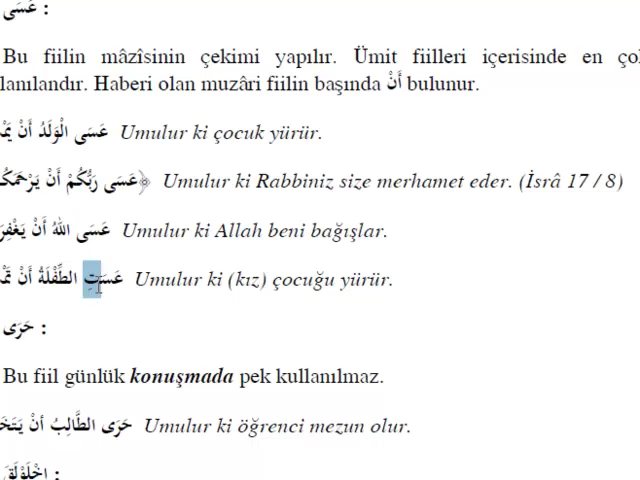 عَسَى :
Bu fiilin mâzîsinin çekimi yapılır. Ümit fiilleri içerisinde en
lanılandır. Haberi olan muzâri fiilin başında أَنْ bulunur.
عَسَى الْوَلَدُ أَنْ Umulur ki çocuk yürür.
﴿عَسَى رَبُّكُمْ أَنْ Umulur ki Rabbiniz size merhamet eder. (İsrâ 17 / 8)
عَسَى اللهُ أَنْ Umulur ki Allah beni bağışlar.
عَسَتِ الطِّفْلَةُ أَنْ Umulur ki (kız) çocuğu yürür.
حَرَى :
Bu fiil günlük konuşmada pek kullanılmaz.
حَرَى الطَّالِبُ أنْ Umulur ki öğrenci mezun olur.
اخْلَوْلَقَ :